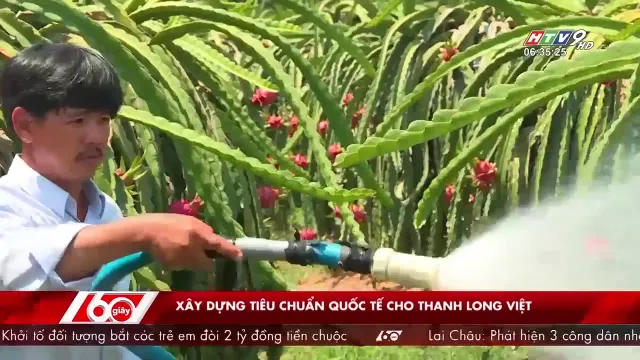 HTV9 HD
06:35:25
60 giây
XÂY DỰNG TIÊU CHUẨN QUỐC TẾ CHO THANH LONG VIỆT
Khởi tố đối tượng bắt cóc trẻ em đòi 2 tỷ đồng tiền chuộc 60 Lai Châu: Phát hiện 3 công dân nh